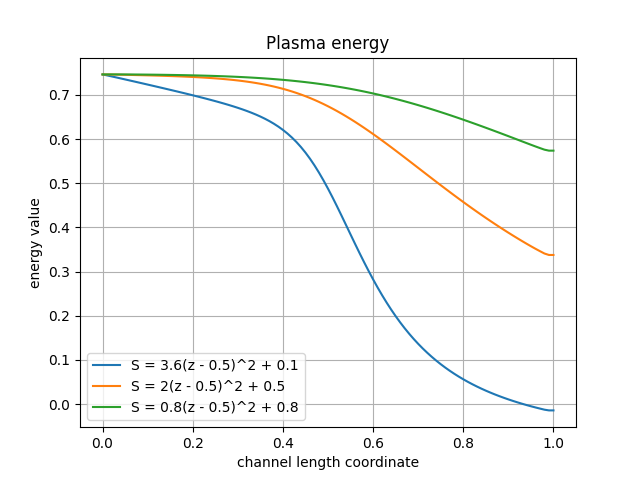 Plasma energy
energy value
0.7
0.6
0.5
0.4
0.3
0.2
0.1
0.0
S = 3.6(z - 0.5)^2 + 0.1
S = 2(z - 0.5)^2 + 0.5
S = 0.8(z - 0.5)^2 + 0.8
0.0 0.2 0.4 0.6 0.8 1.0
channel length coordinate